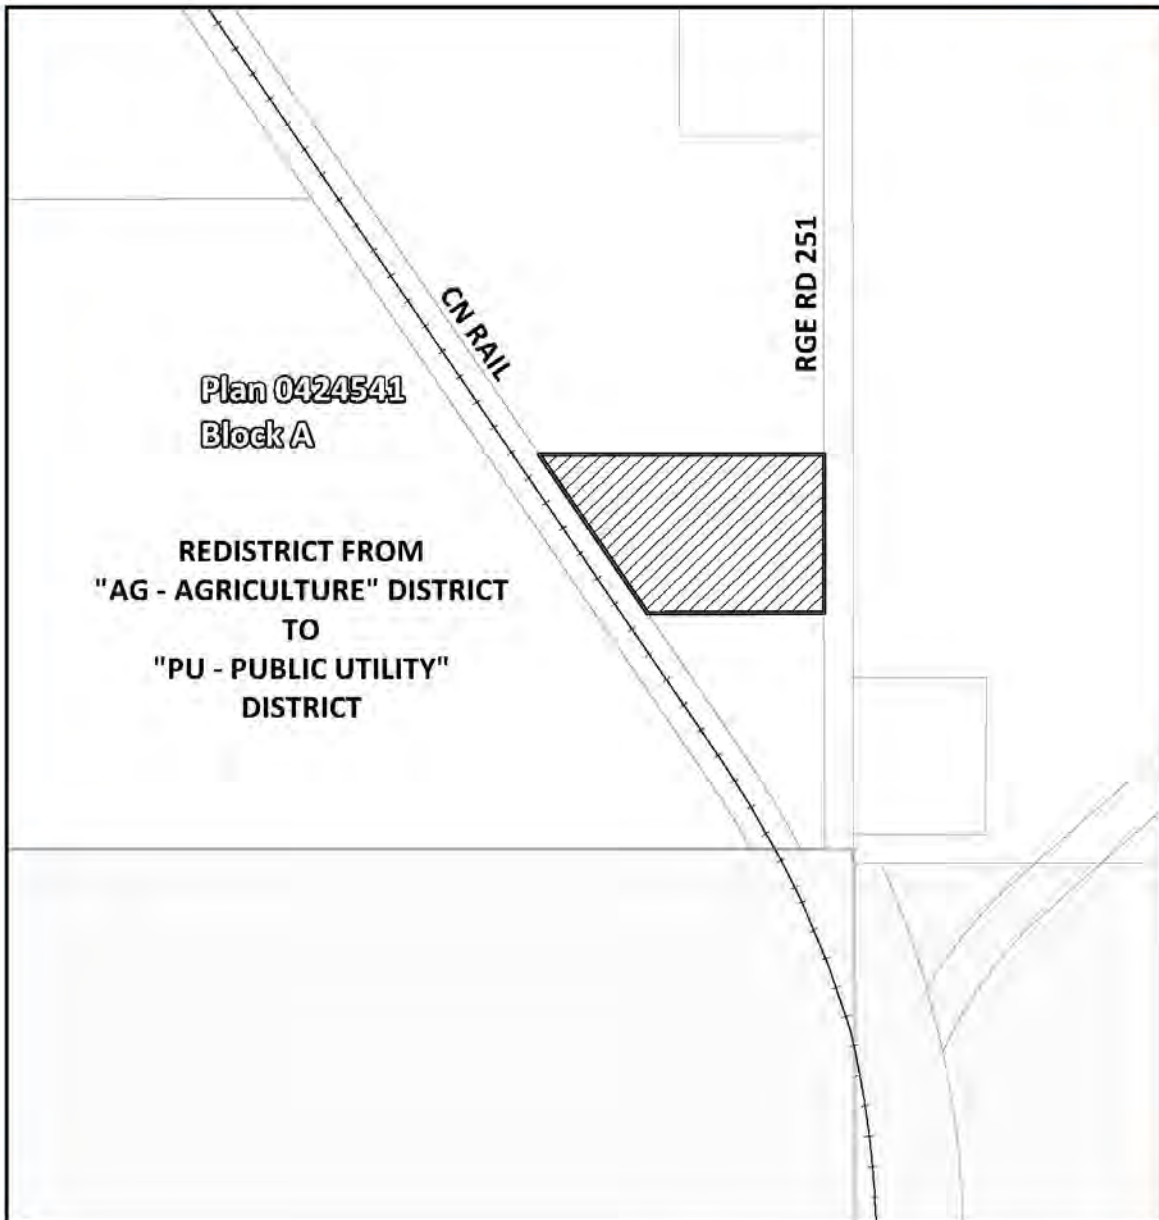 RGE RD 251
CN RAIL
Plan 0424541
Block A
REDISTRICT FROM
"AG - AGRICULTURE" DISTRICT
TO
"PU - PUBLIC UTILITY"
DISTRICT